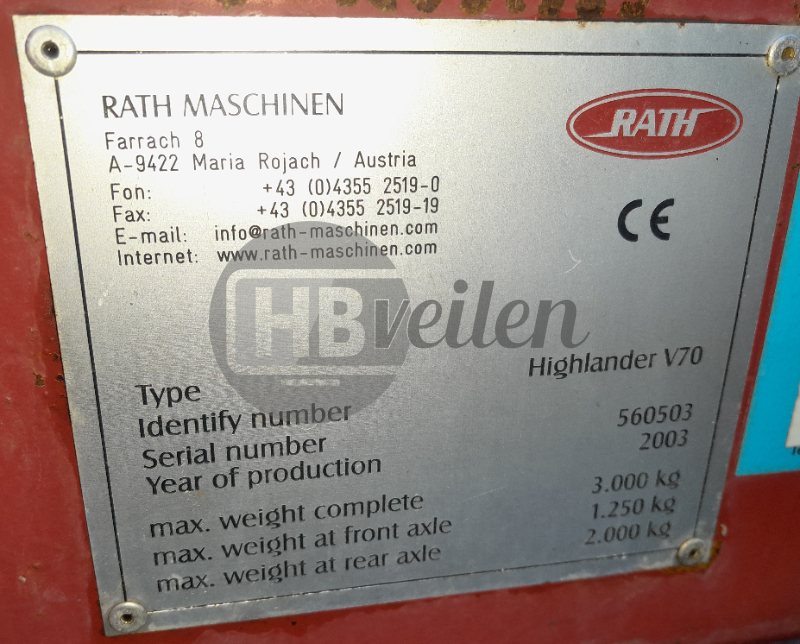 RATH MASCHINEN
RATH
Farrach 8
A-9422 Maria Rojach / Austria
Fon: +43 (0)4355 2519-0
Fax: +43 (0)4355 2519-19
E-mail: info@rath-maschinen.com
Internet: www.rath-maschinen.com
CE
HBveilen
Type Highlander V70
Identify number
Serial number 560503
Year of production 2003
max. weight complete 3.000 kg
max. weight at front axle 1.250 kg
max. weight at rear axle 2.000 kg